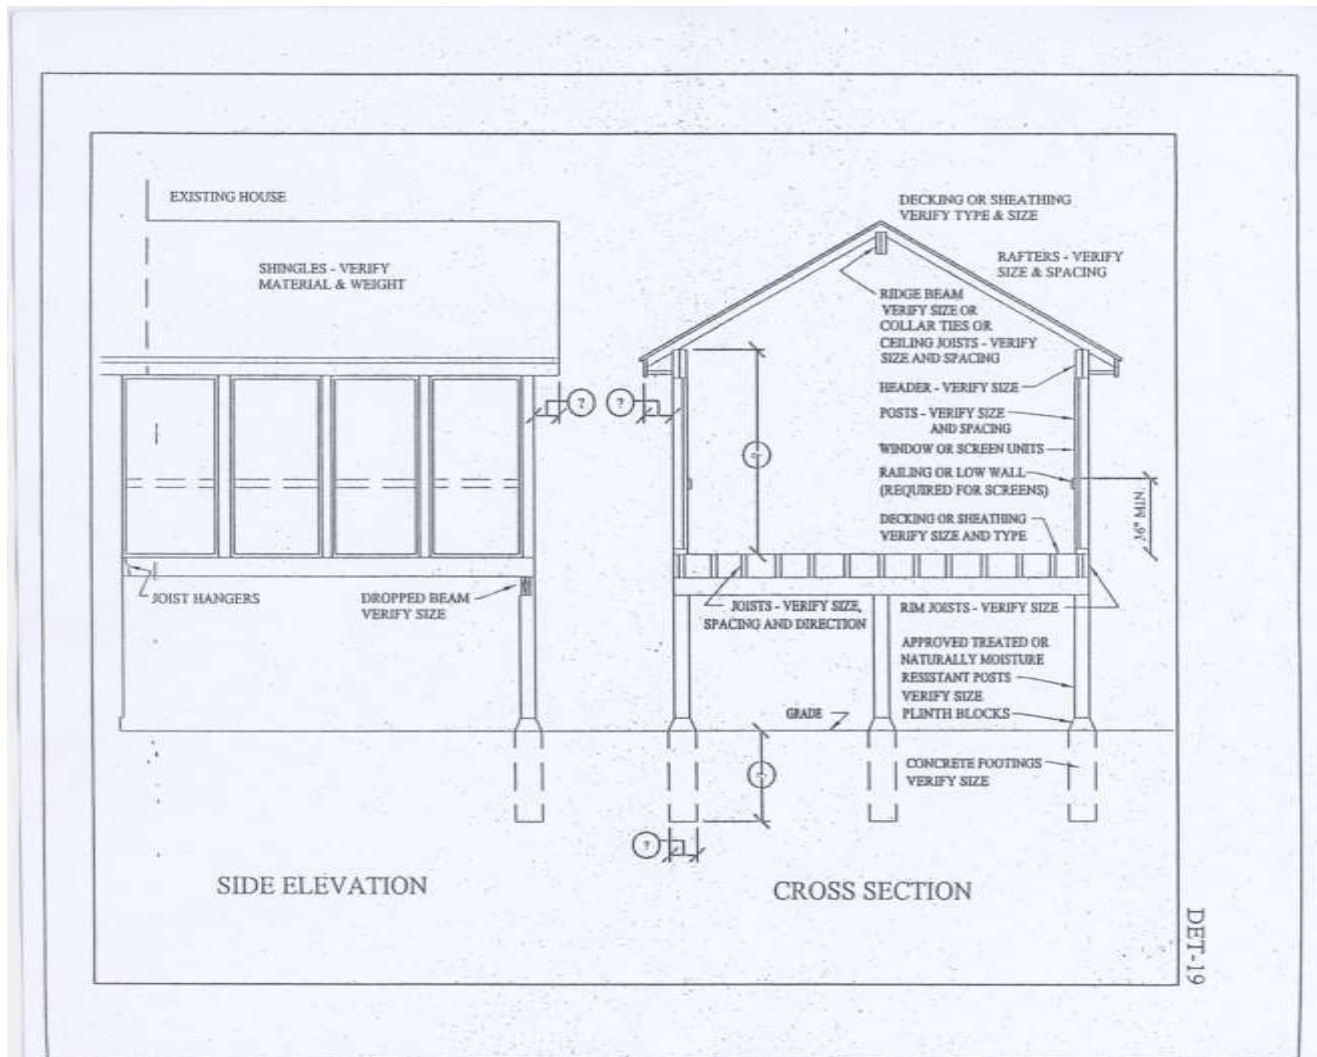 EXISTING HOUSE
SHINGLES - VERIFY
MATERIAL & WEIGHT
?
JOIST HANGERS
DROPPED BEAM
VERIFY SIZE
SIDE ELEVATION
DECKING OR SHEATHING
VERIFY TYPE & SIZE
RAFTERS - VERIFY
SIZE & SPACING
RIDGE BEAM
VERIFY SIZE OR
COLLAR TIES OR
CEILING JOISTS - VERIFY
SIZE AND SPACING
HEADER - VERIFY SIZE
?
POSTS - VERIFY SIZE
AND SPACING
WINDOW OR SCREEN UNITS
?
RAILING OR LOW WALL
(REQUIRED FOR SCREENS)
36" MIN.
DECKING OR SHEATHING
VERIFY SIZE AND TYPE
JOISTS - VERIFY SIZE,
SPACING AND DIRECTION
RIM JOISTS - VERIFY SIZE
APPROVED TREATED OR
NATURALLY MOISTURE
RESISTANT POSTS
VERIFY SIZE
PLINTH BLOCKS
GRADE
CONCRETE FOOTINGS
VERIFY SIZE
?
?
CROSS SECTION
DET-19